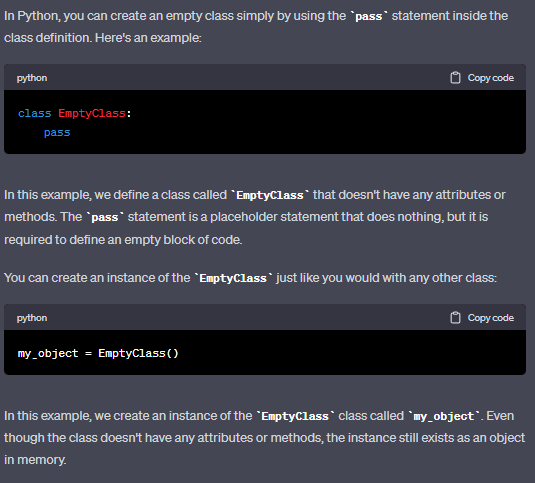 In Python, you can create an empty class simply by using the `pass` statement inside the
class definition. Here's an example:
python
Copy code
class EmptyClass:
    pass
In this example, we define a class called `EmptyClass` that doesn't have any attributes or
methods. The `pass` statement is a placeholder statement that does nothing, but it is
required to define an empty block of code.
You can create an instance of the `EmptyClass` just like you would with any other class:
python
Copy code
my_object = EmptyClass()
In this example, we create an instance of the `EmptyClass` class called `my_object`. Even
though the class doesn't have any attributes or methods, the instance still exists as an object
in memory.